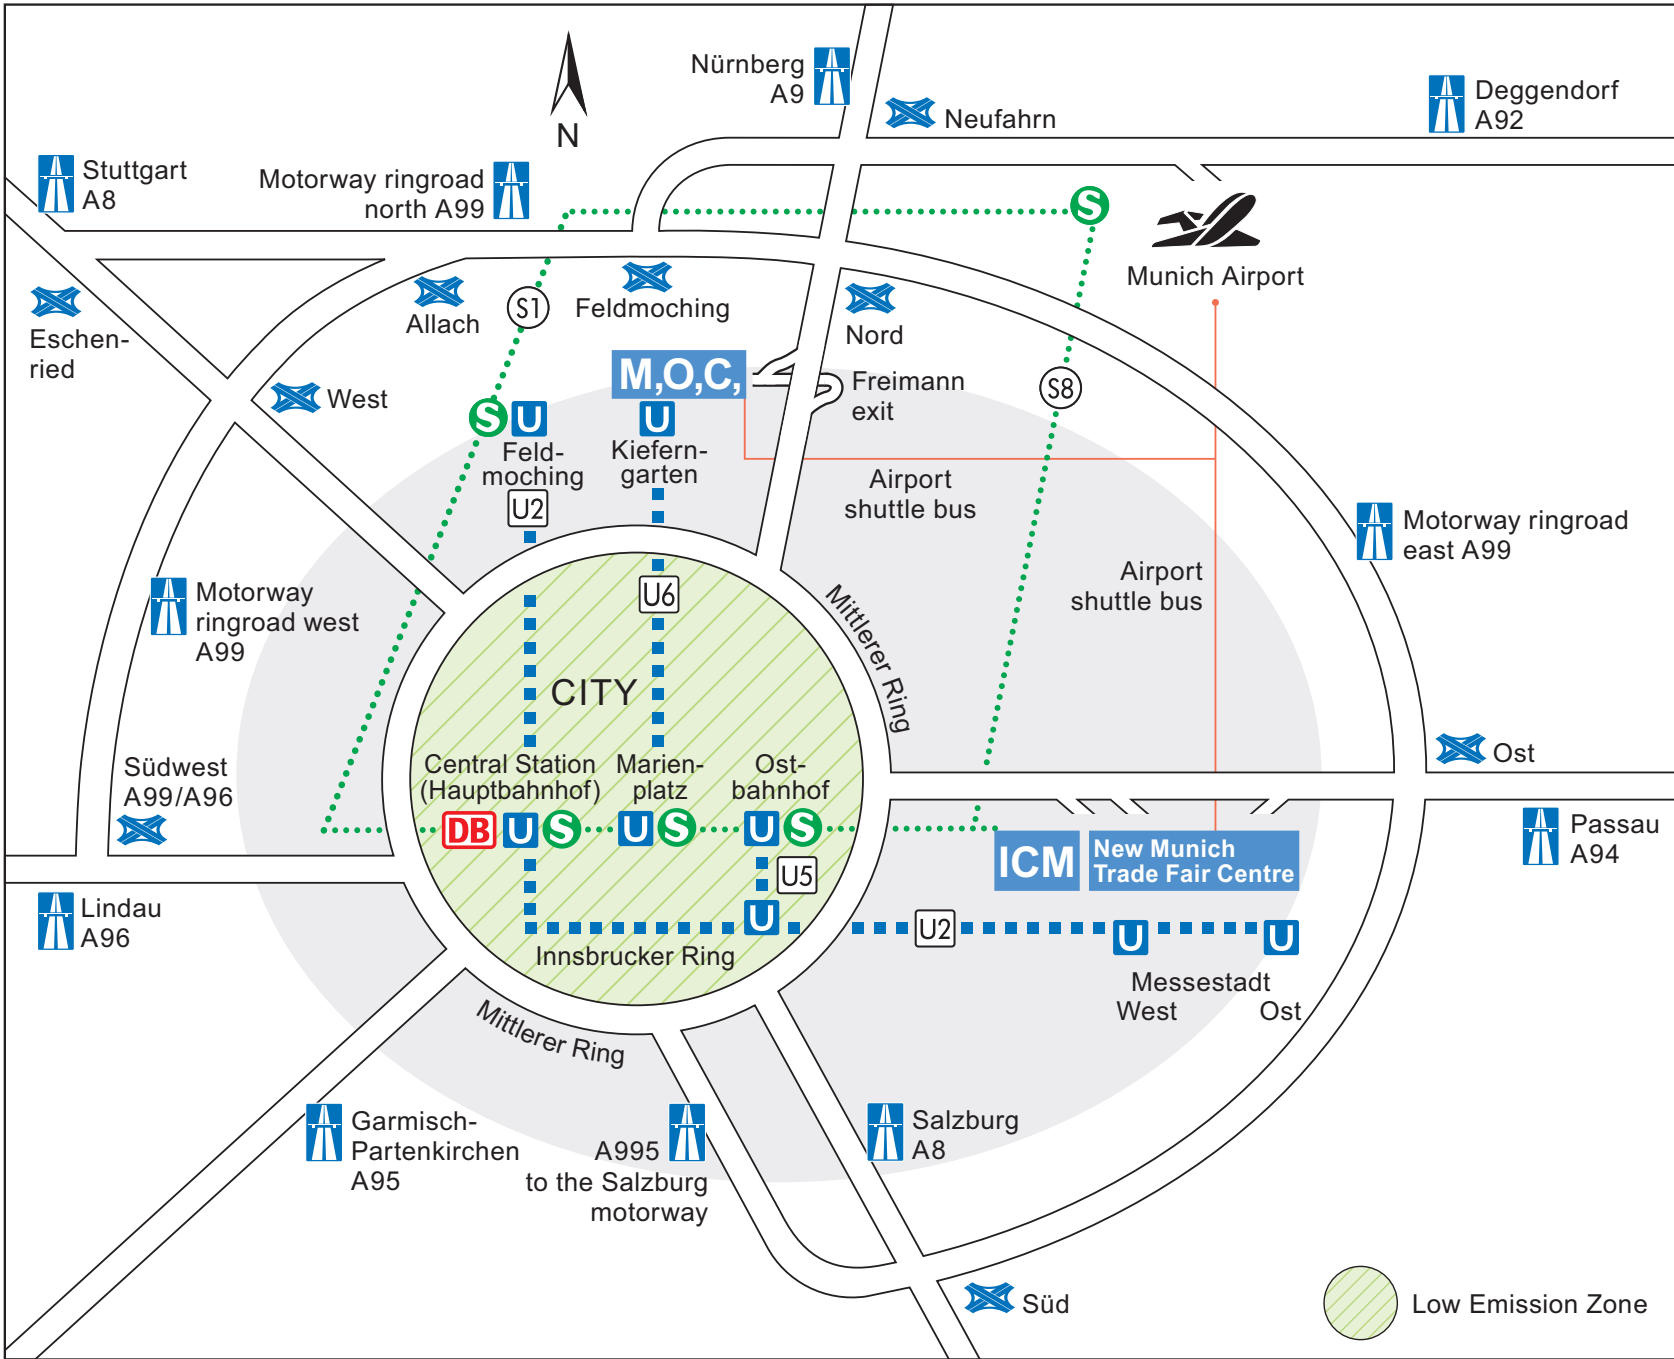 Nürnberg
A9
Neufahrn
Deggendorf
A92
N
Stuttgart
A8
Motorway ringroad
north A99
S
Munich Airport
Eschen-
ried
Allach
S1
Feldmoching
Nord
M,O,C,
Freimann
exit
S8
West
S U
Feld-
moching
U
Kiefern-
garten
U2
Airport
shuttle bus
Motorway ringroad
east A99
Airport
shuttle bus
Motorway
ringroad west
A99
U6
Mittlerer Ring
CITY
Südwest
A99/A96
Central Station
(Hauptbahnhof)
DB U S
Marien-
platz
U S
Ost-
bahnhof
U S
Ost
Passau
A94
ICM
New Munich
Trade Fair Centre
U5
Lindau
A96
U
U2
U
U
Innsbrucker Ring
Messestadt
West
Ost
Mittlerer Ring
Garmisch-
Partenkirchen
A95
A995
to the Salzburg
motorway
Salzburg
A8
Süd
Low Emission Zone